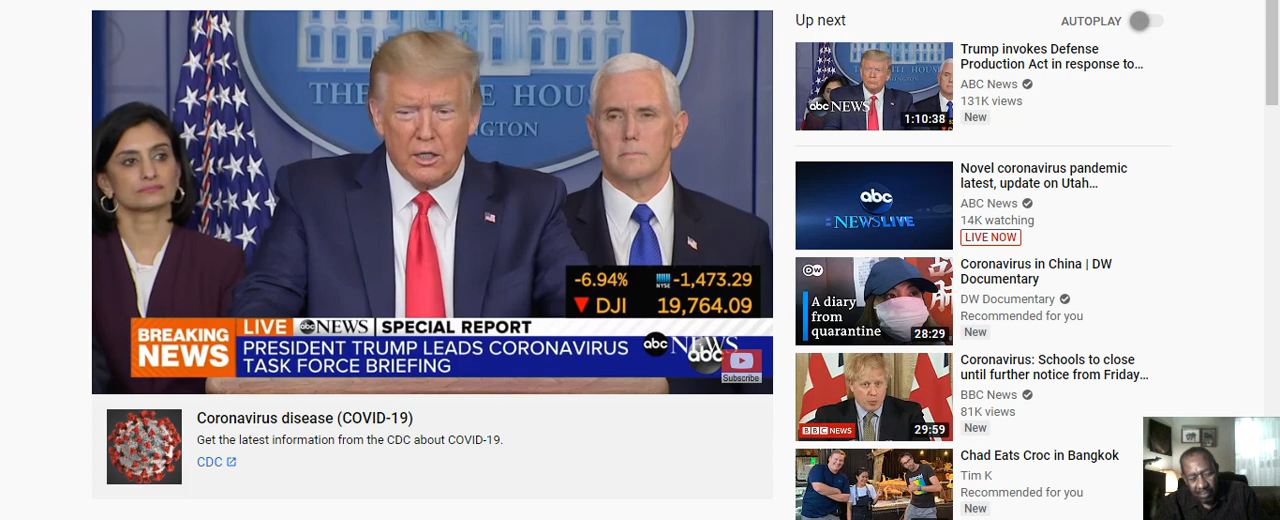 THE WHITE HOUS
NGTON
-6.94% NYSE -1,473.29
DJI 19,764.09
BREAKING NEWS
LIVE abc NEWS SPECIAL REPORT
PRESIDENT TRUMP LEADS CORONAVIRUS
TASK FORCE BRIEFING
abc NEWS
abc
Subscribe
Coronavirus disease (COVID-19)
Get the latest information from the CDC about COVID-19.
CDC
Up next
AUTOPLAY
abc NEWS
1:10:38
Trump invokes Defense
Production Act in response to...
ABC News
131K views
New
abc
NEWS LIVE
Novel coronavirus pandemic
latest, update on Utah...
ABC News
14K watching
LIVE NOW
DW
A diary
from
quarantine
28:29
Coronavirus in China | DW
Documentary
DW Documentary
Recommended for you
New
BBC NEWS
29:59
Coronavirus: Schools to close
until further notice from Friday...
BBC News
81K views
New
Chad Eats Croc in Bangkok
Tim K
Recommended for you
New